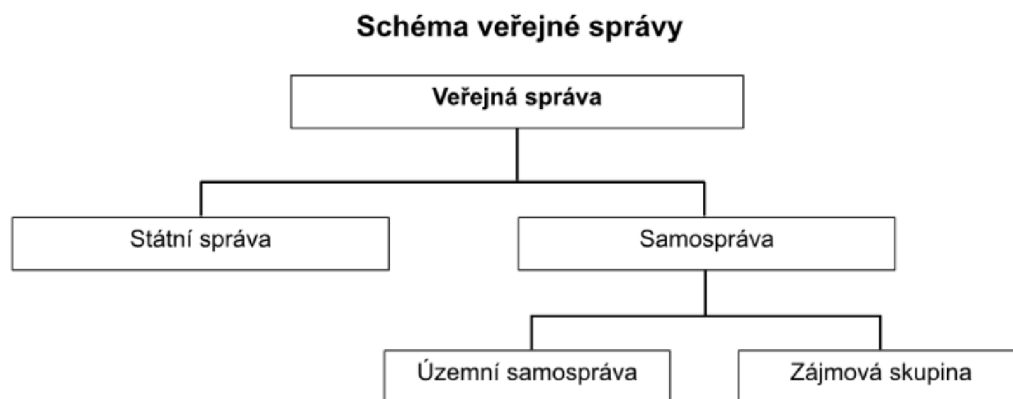 Schéma veřejné správy
Veřejná správa
Státní správa
Samospráva
Územní samospráva
Zájmová skupina